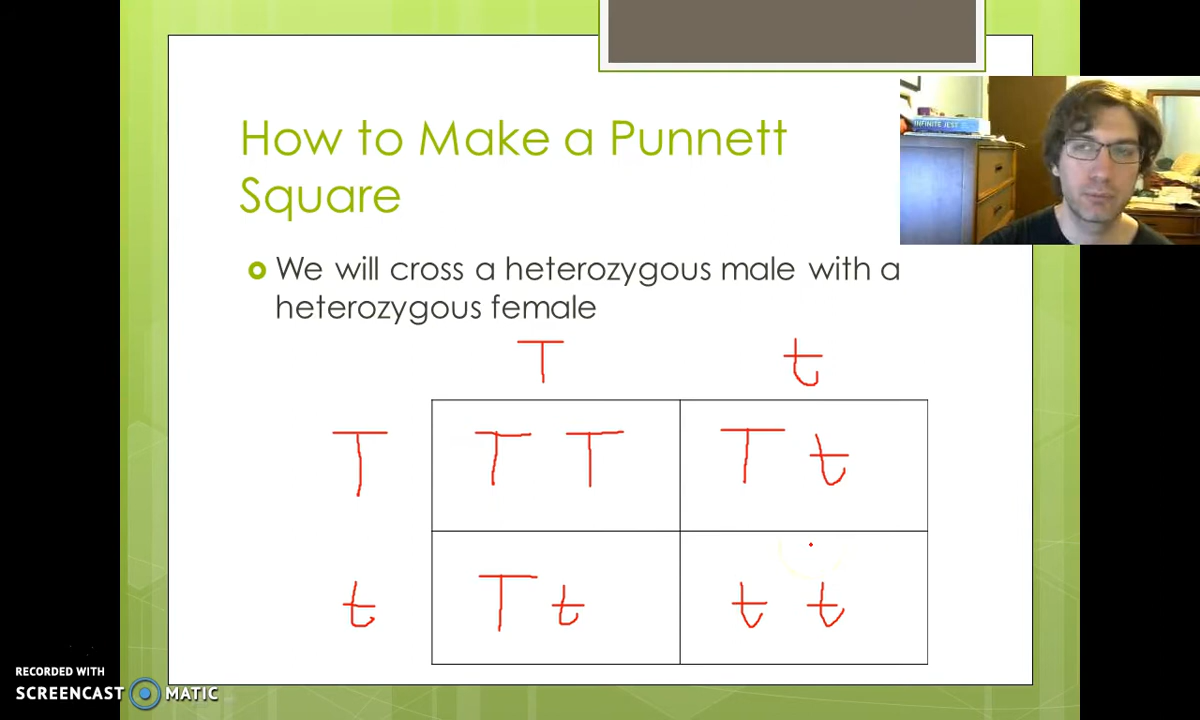 How to Make a Punnett
Square
INFINITE JEST
We will cross a heterozygous male with a
heterozygous female
T t
T T T T t
t T t t t
RECORDED WITH
SCREENCAST MATIC